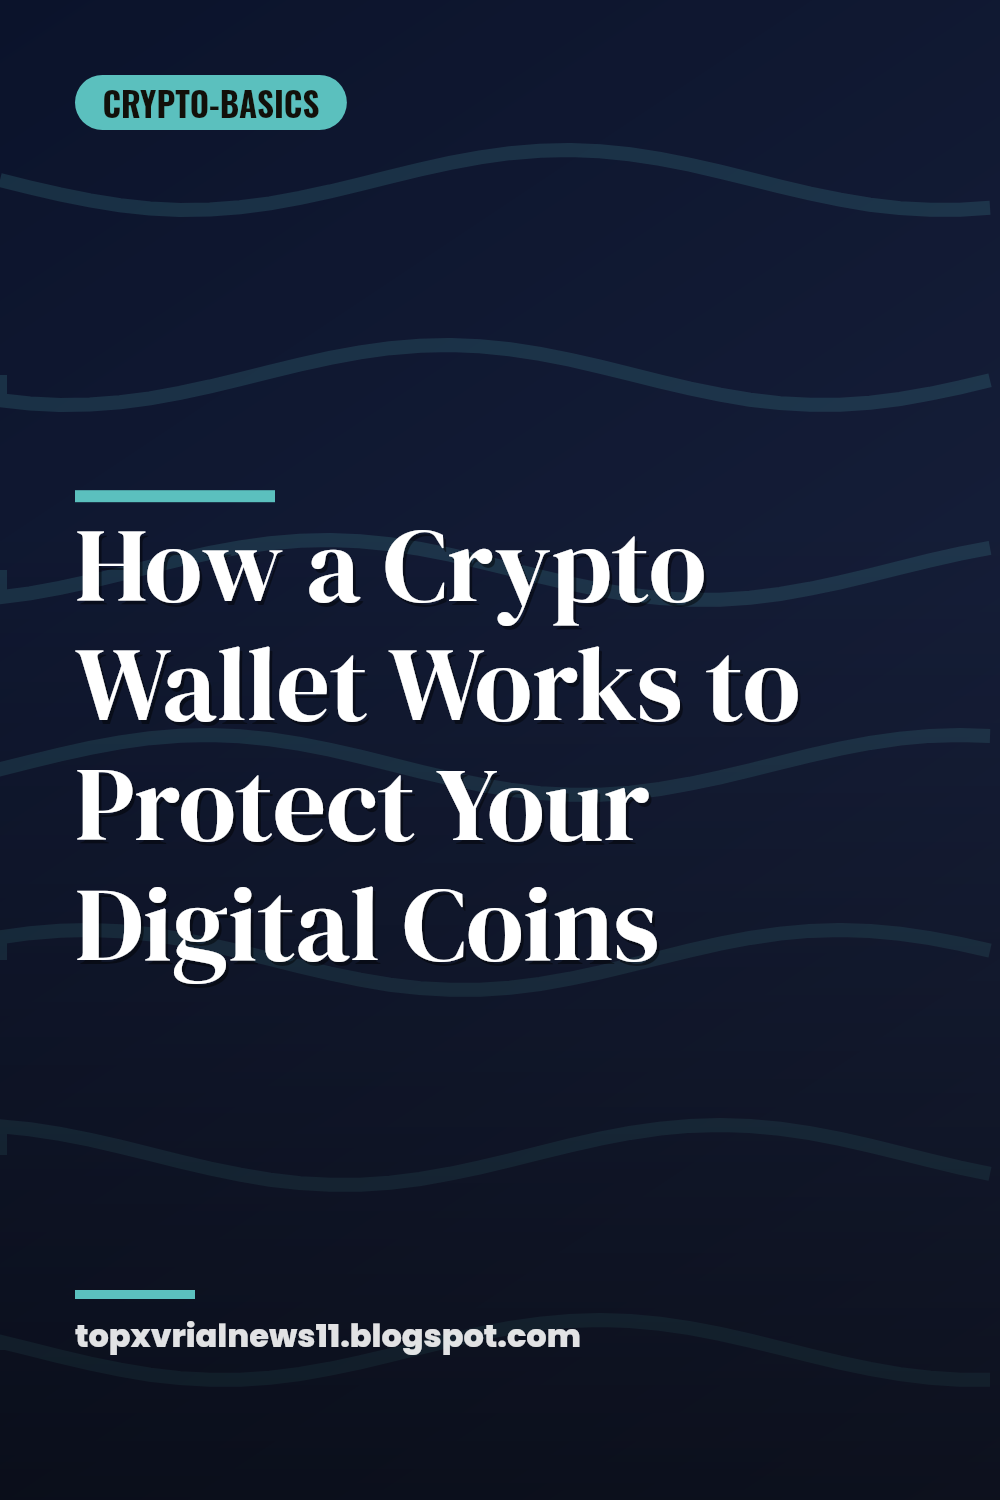 CRYPTO-BASICS
How a Crypto
Wallet Works to
Protect Your
Digital Coins
topxvrialnews11.blogspot.com